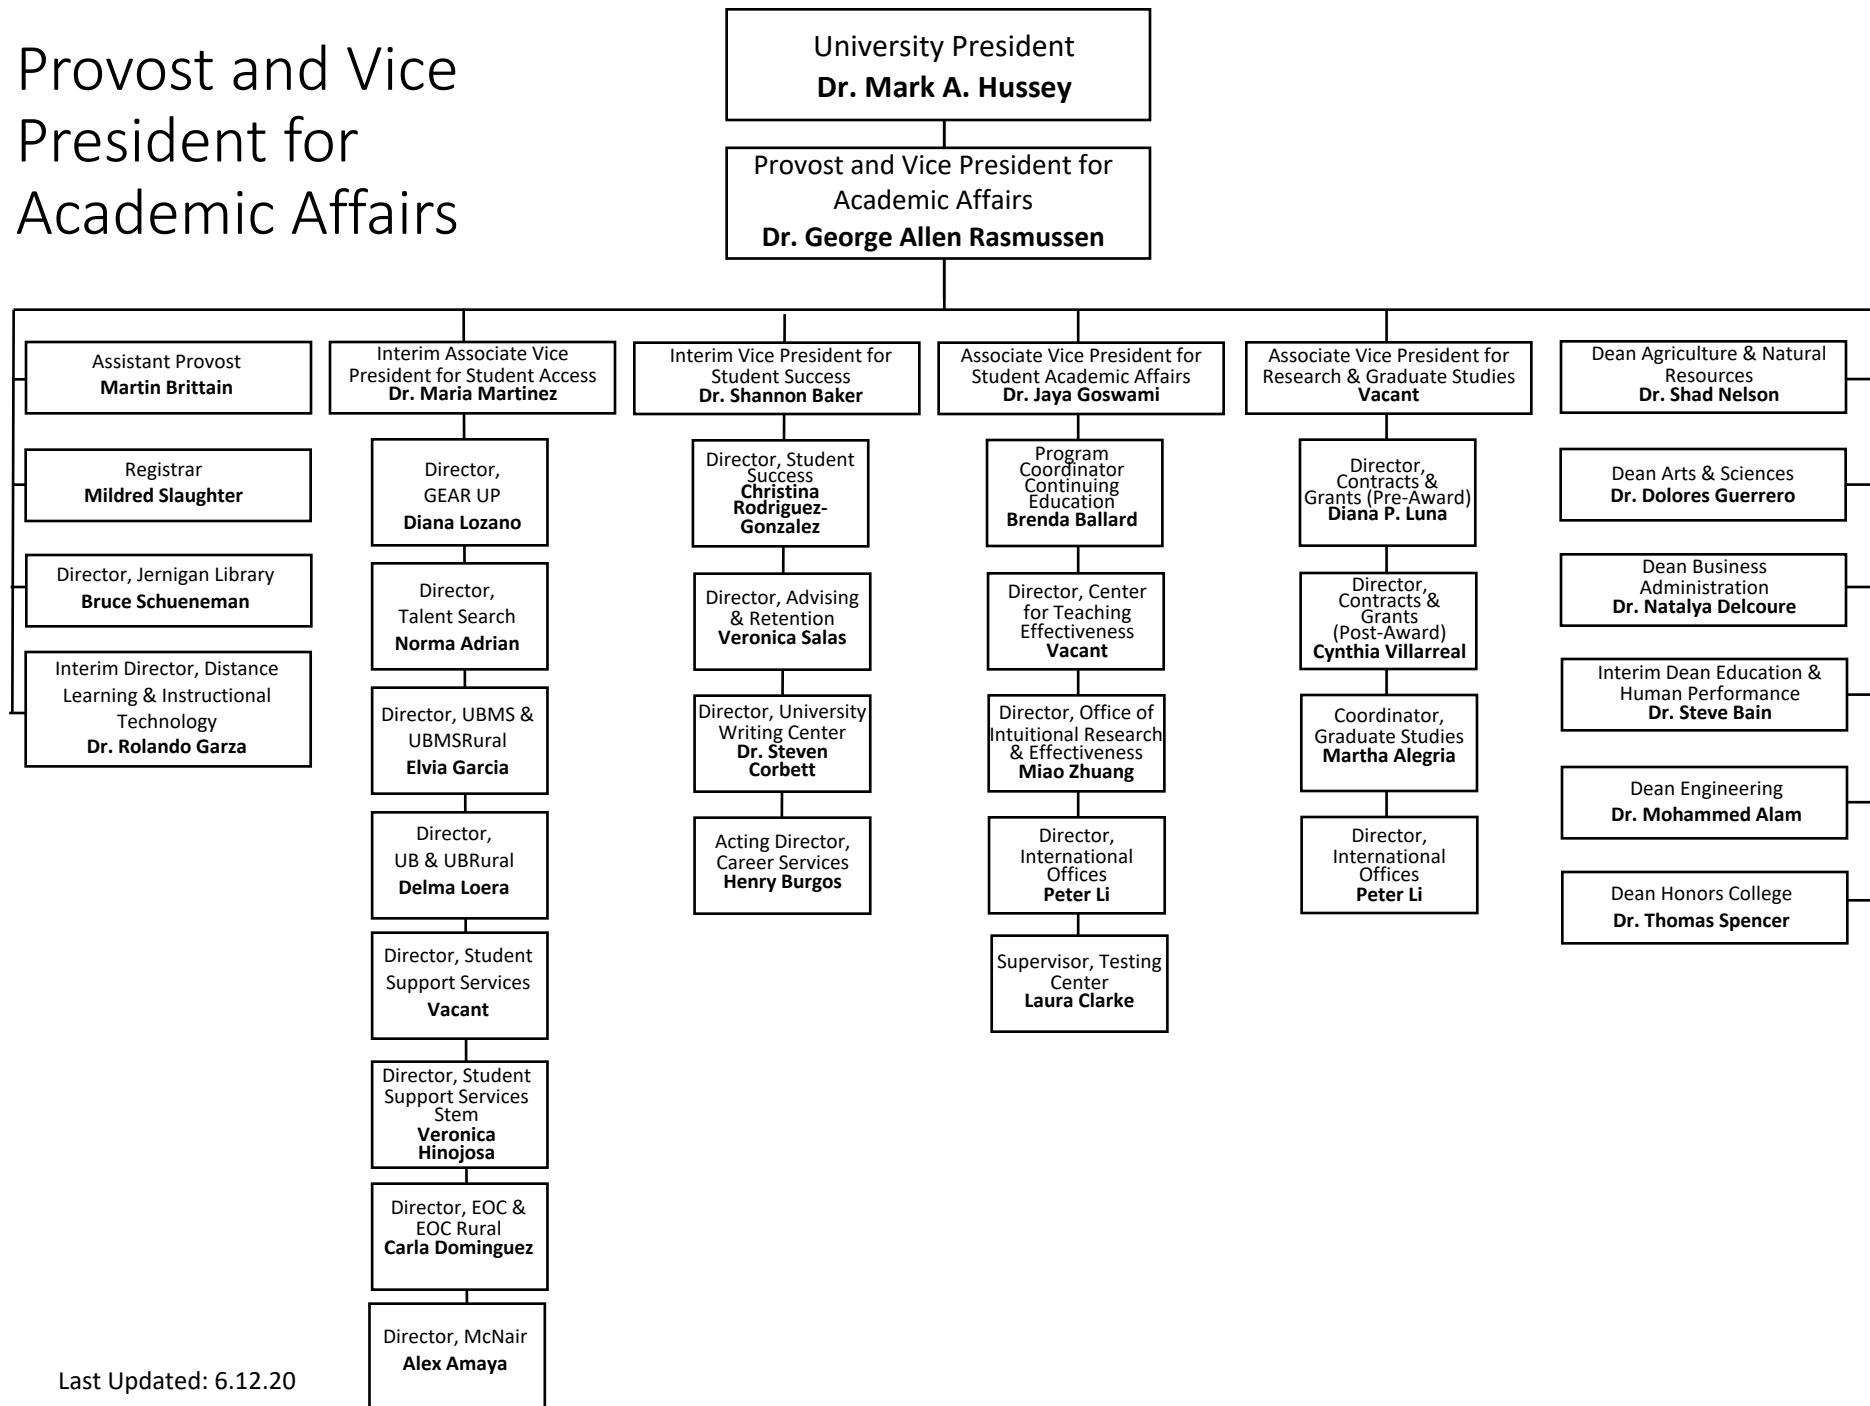 Provost and Vice
President for
Academic Affairs
University President
Dr. Mark A. Hussey
Provost and Vice President for
Academic Affairs
Dr. George Allen Rasmussen
Assistant Provost
Martin Brittain
Registrar
Mildred Slaughter
Director, Jernigan Library
Bruce Schueneman
Interim Director, Distance
Learning & Instructional
Technology
Dr. Rolando Garza
Interim Associate Vice
President for Student Access
Dr. Maria Martinez
Director,
GEAR UP
Diana Lozano
Director,
Talent Search
Norma Adrian
Director, UBMS &
UBMSRural
Elvia Garcia
Director,
UB & UBRural
Delma Loera
Director, Student
Support Services
Vacant
Director, Student
Support Services
Stem
Veronica
Hinojosa
Director, EOC &
EOC Rural
Carla Dominguez
Director, McNair
Alex Amaya
Interim Vice President for
Student Success
Dr. Shannon Baker
Director, Student
Success
Christina
Rodriguez-
Gonzalez
Director, Advising
& Retention
Veronica Salas
Director, University
Writing Center
Dr. Steven
Corbett
Acting Director,
Career Services
Henry Burgos
Associate Vice President for
Student Academic Affairs
Dr. Jaya Goswami
Program
Coordinator
Continuing
Education
Brenda Ballard
Director, Center
for Teaching
Effectiveness
Vacant
Director, Office of
Intuitional Research
& Effectiveness
Miao Zhuang
Director,
International
Offices
Peter Li
Supervisor, Testing
Center
Laura Clarke
Associate Vice President for
Research & Graduate Studies
Vacant
Director,
Contracts &
Grants (Pre-Award)
Diana P. Luna
Director,
Contracts &
Grants
(Post-Award)
Cynthia Villarreal
Coordinator,
Graduate Studies
Martha Alegria
Director,
International
Offices
Peter Li
Dean Agriculture & Natural
Resources
Dr. Shad Nelson
Dean Arts & Sciences
Dr. Dolores Guerrero
Dean Business
Administration
Dr. Natalya Delcoure
Interim Dean Education &
Human Performance
Dr. Steve Bain
Dean Engineering
Dr. Mohammed Alam
Dean Honors College
Dr. Thomas Spencer
Last Updated: 6.12.20